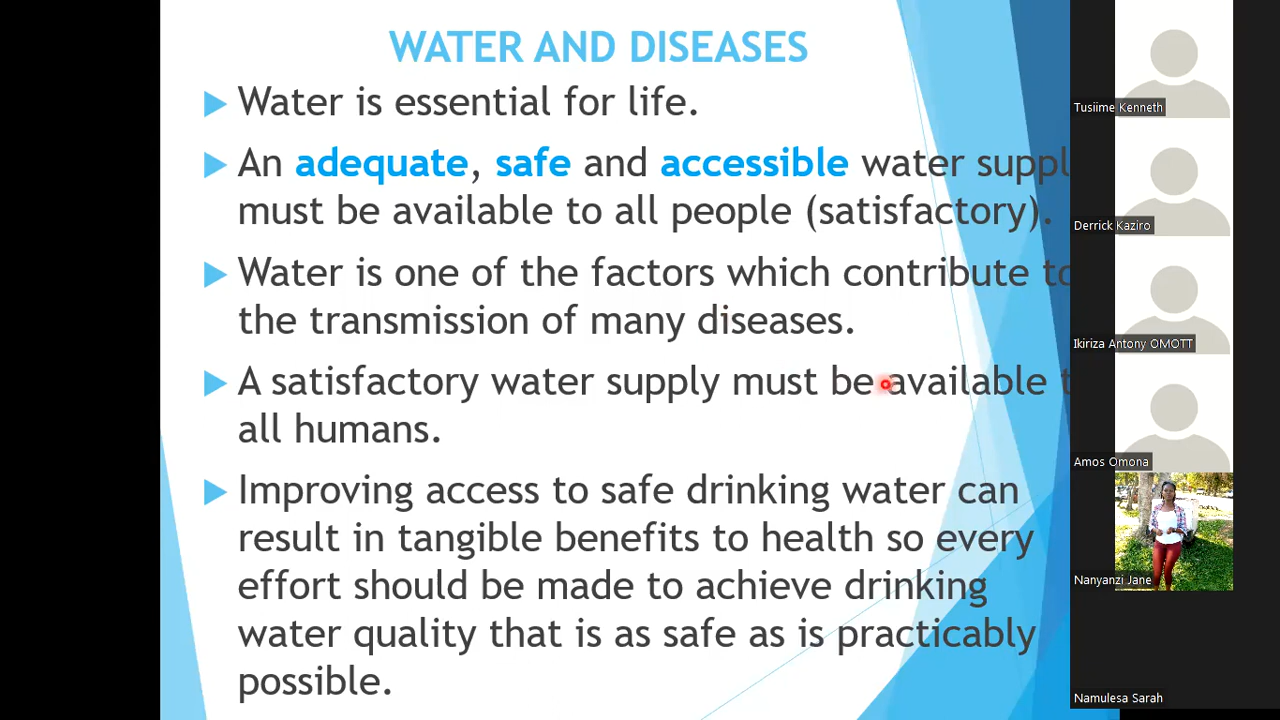 WATER AND DISEASES
Water is essential for life.
An adequate, safe and accessible water suppl
must be available to all people (satisfactory).
Water is one of the factors which contribute to
the transmission of many diseases.
A satisfactory water supply must be available t
all humans.
Improving access to safe drinking water can
result in tangible benefits to health so every
effort should be made to achieve drinking
water quality that is as safe as is practicably
possible.
Tusiime Kenneth
Derrick Kaziro
Ikiriza Antony OMOTT
Amos Omona
Nanyanzi Jane
Namulesa Sarah